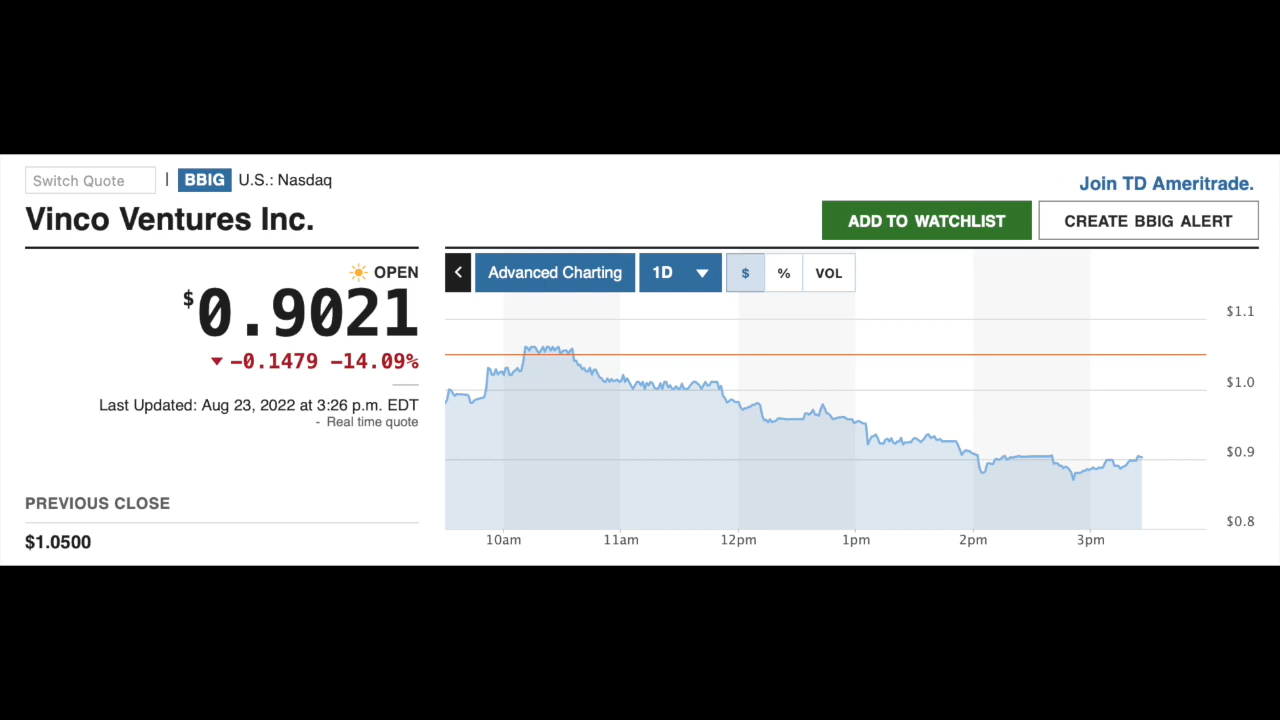 Switch Quote | BBIG U.S.: Nasdaq
Join TD Ameritrade.
Vinco Ventures Inc.
ADD TO WATCHLIST CREATE BBIG ALERT
OPEN
$0.9021
−0.1479 −14.09%
Last Updated: Aug 23, 2022 at 3:26 p.m. EDT
- Real time quote
PREVIOUS CLOSE
$1.0500
Advanced Charting 1D $ % VOL
$1.1
$1.0
$0.9
$0.8
10am 11am 12pm 1pm 2pm 3pm